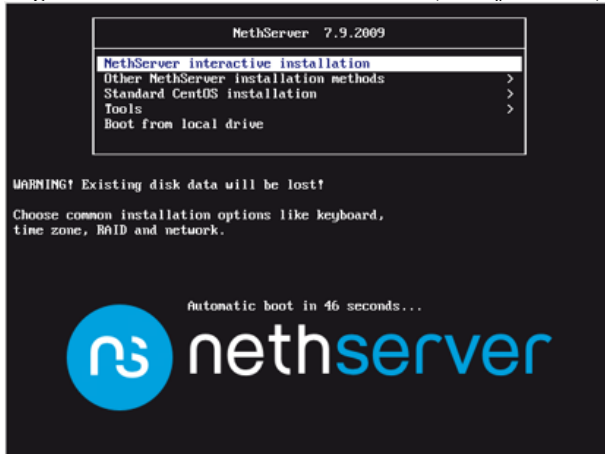 NethServer 7.9.2009
NethServer interactive installation
Other NethServer installation methods >
Standard CentOS installation >
Tools >
Boot from local drive
WARNING! Existing disk data will be lost!
Choose common installation options like keyboard,
time zone, RAID and network.
Automatic boot in 46 seconds...
ns nethserver